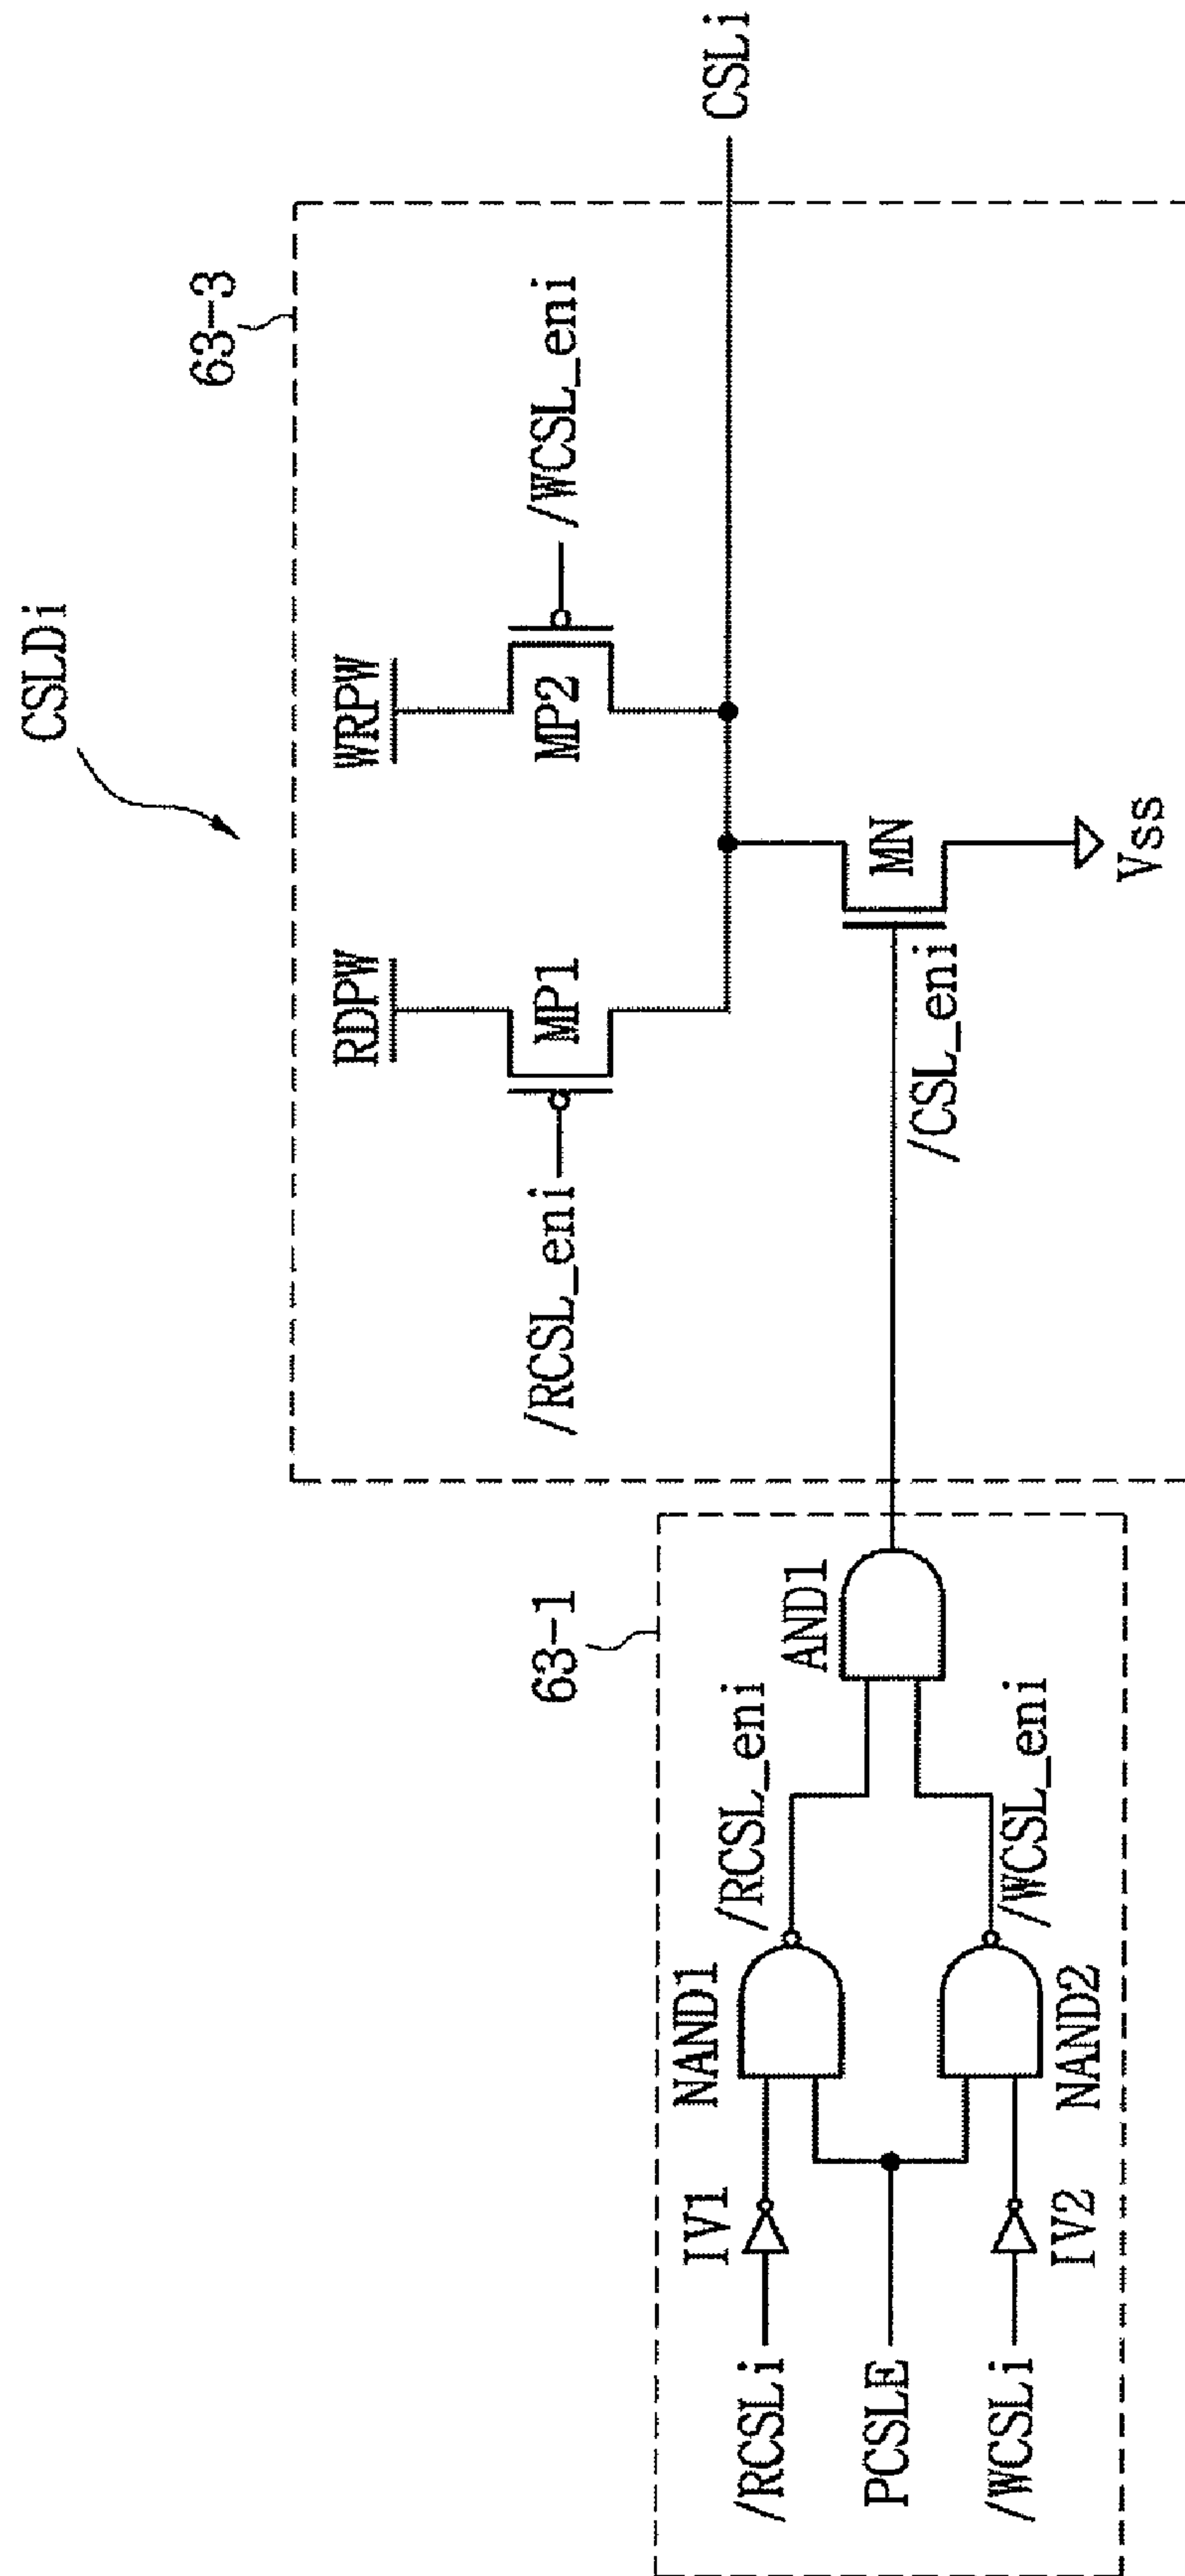 CSLDi
63-3
RDPW
WRPW
/RCSL_eni
MP1
MP2
/WCSL_eni
CSLi
63-1
/RCSLi
IV1
NAND1
/RCSL_eni
PCSLE
AND1
/CSL_eni
MN
/WCSLi
IV2
NAND2
/WCSL_eni
Vss